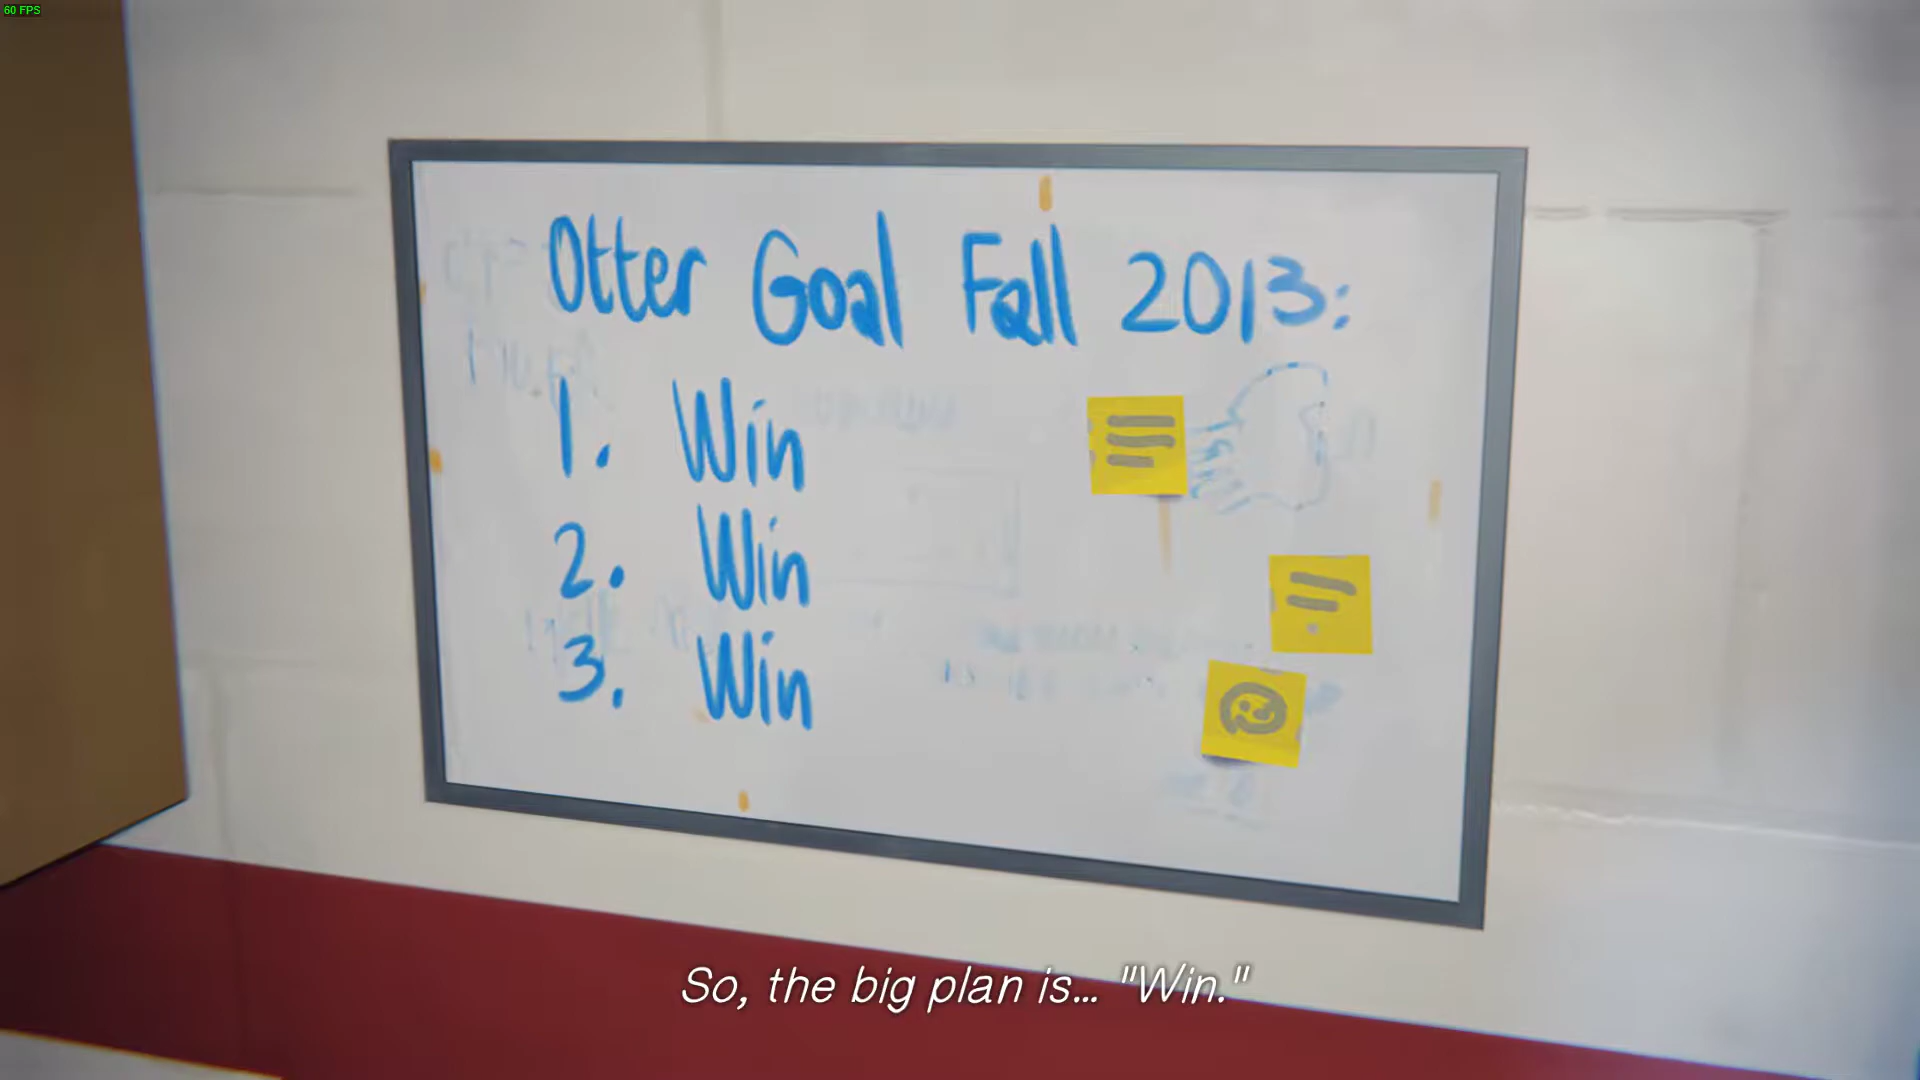 60 FPS
Otter Goal Fall 2013:
1. Win
2. Win
3. Win
So, the big plan is... "Win."